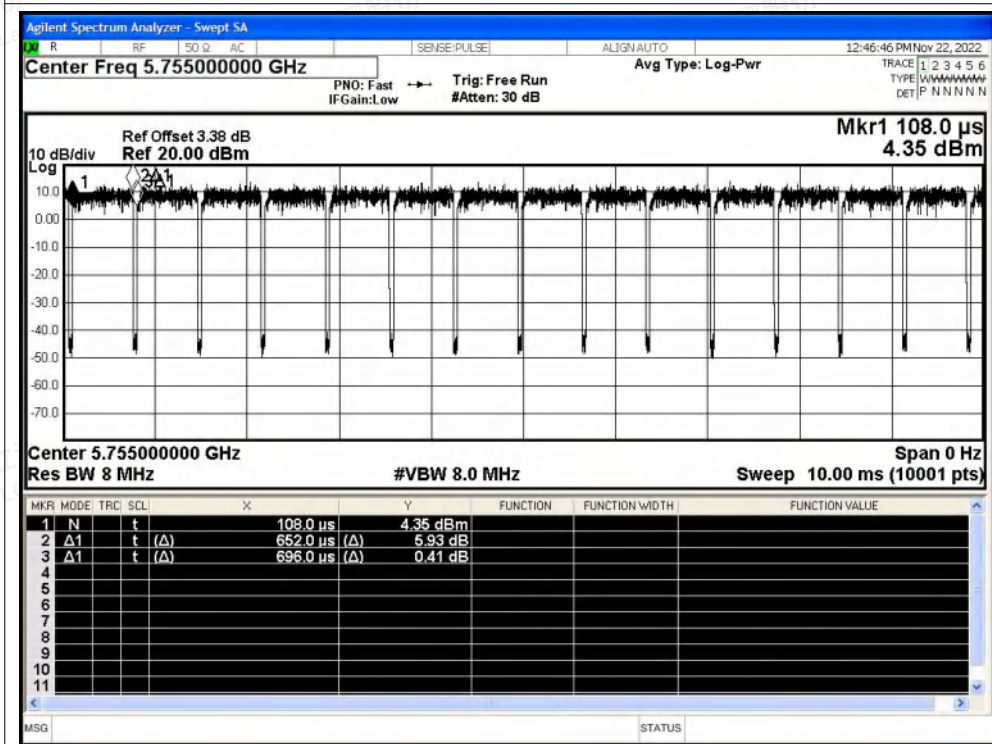 Agilent Spectrum Analyzer - Swept SA
R RF 50 Ω AC SENSE:PULSE ALIGN AUTO 12:46:46 PM Nov 22, 2022
Center Freq 5.755000000 GHz Avg Type: Log-Pwr TRACE 1 2 3 4 5 6
PNO: Fast Trig: Free Run TYPE WWWWWW
IFGain:Low #Atten: 30 dB DET P N N N N N
Mkr1 108.0 µs
Ref Offset 3.38 dB
10 dB/div Ref 20.00 dBm 4.35 dBm
Log
1 2Δ1
3Δ1
10.0
0.00
-10.0
-20.0
-30.0
-40.0
-50.0
-60.0
-70.0
Center 5.755000000 GHz Span 0 Hz
Res BW 8 MHz #VBW 8.0 MHz Sweep 10.00 ms (10001 pts)
MKR MODE TRC SCL X Y FUNCTION FUNCTION WIDTH FUNCTION VALUE
1 N t 108.0 µs 4.35 dBm
2 Δ1 t (Δ) 652.0 µs (Δ) 5.93 dB
3 Δ1 t (Δ) 696.0 µs (Δ) 0.41 dB
4
5
6
7
8
9
10
11
MSG STATUS